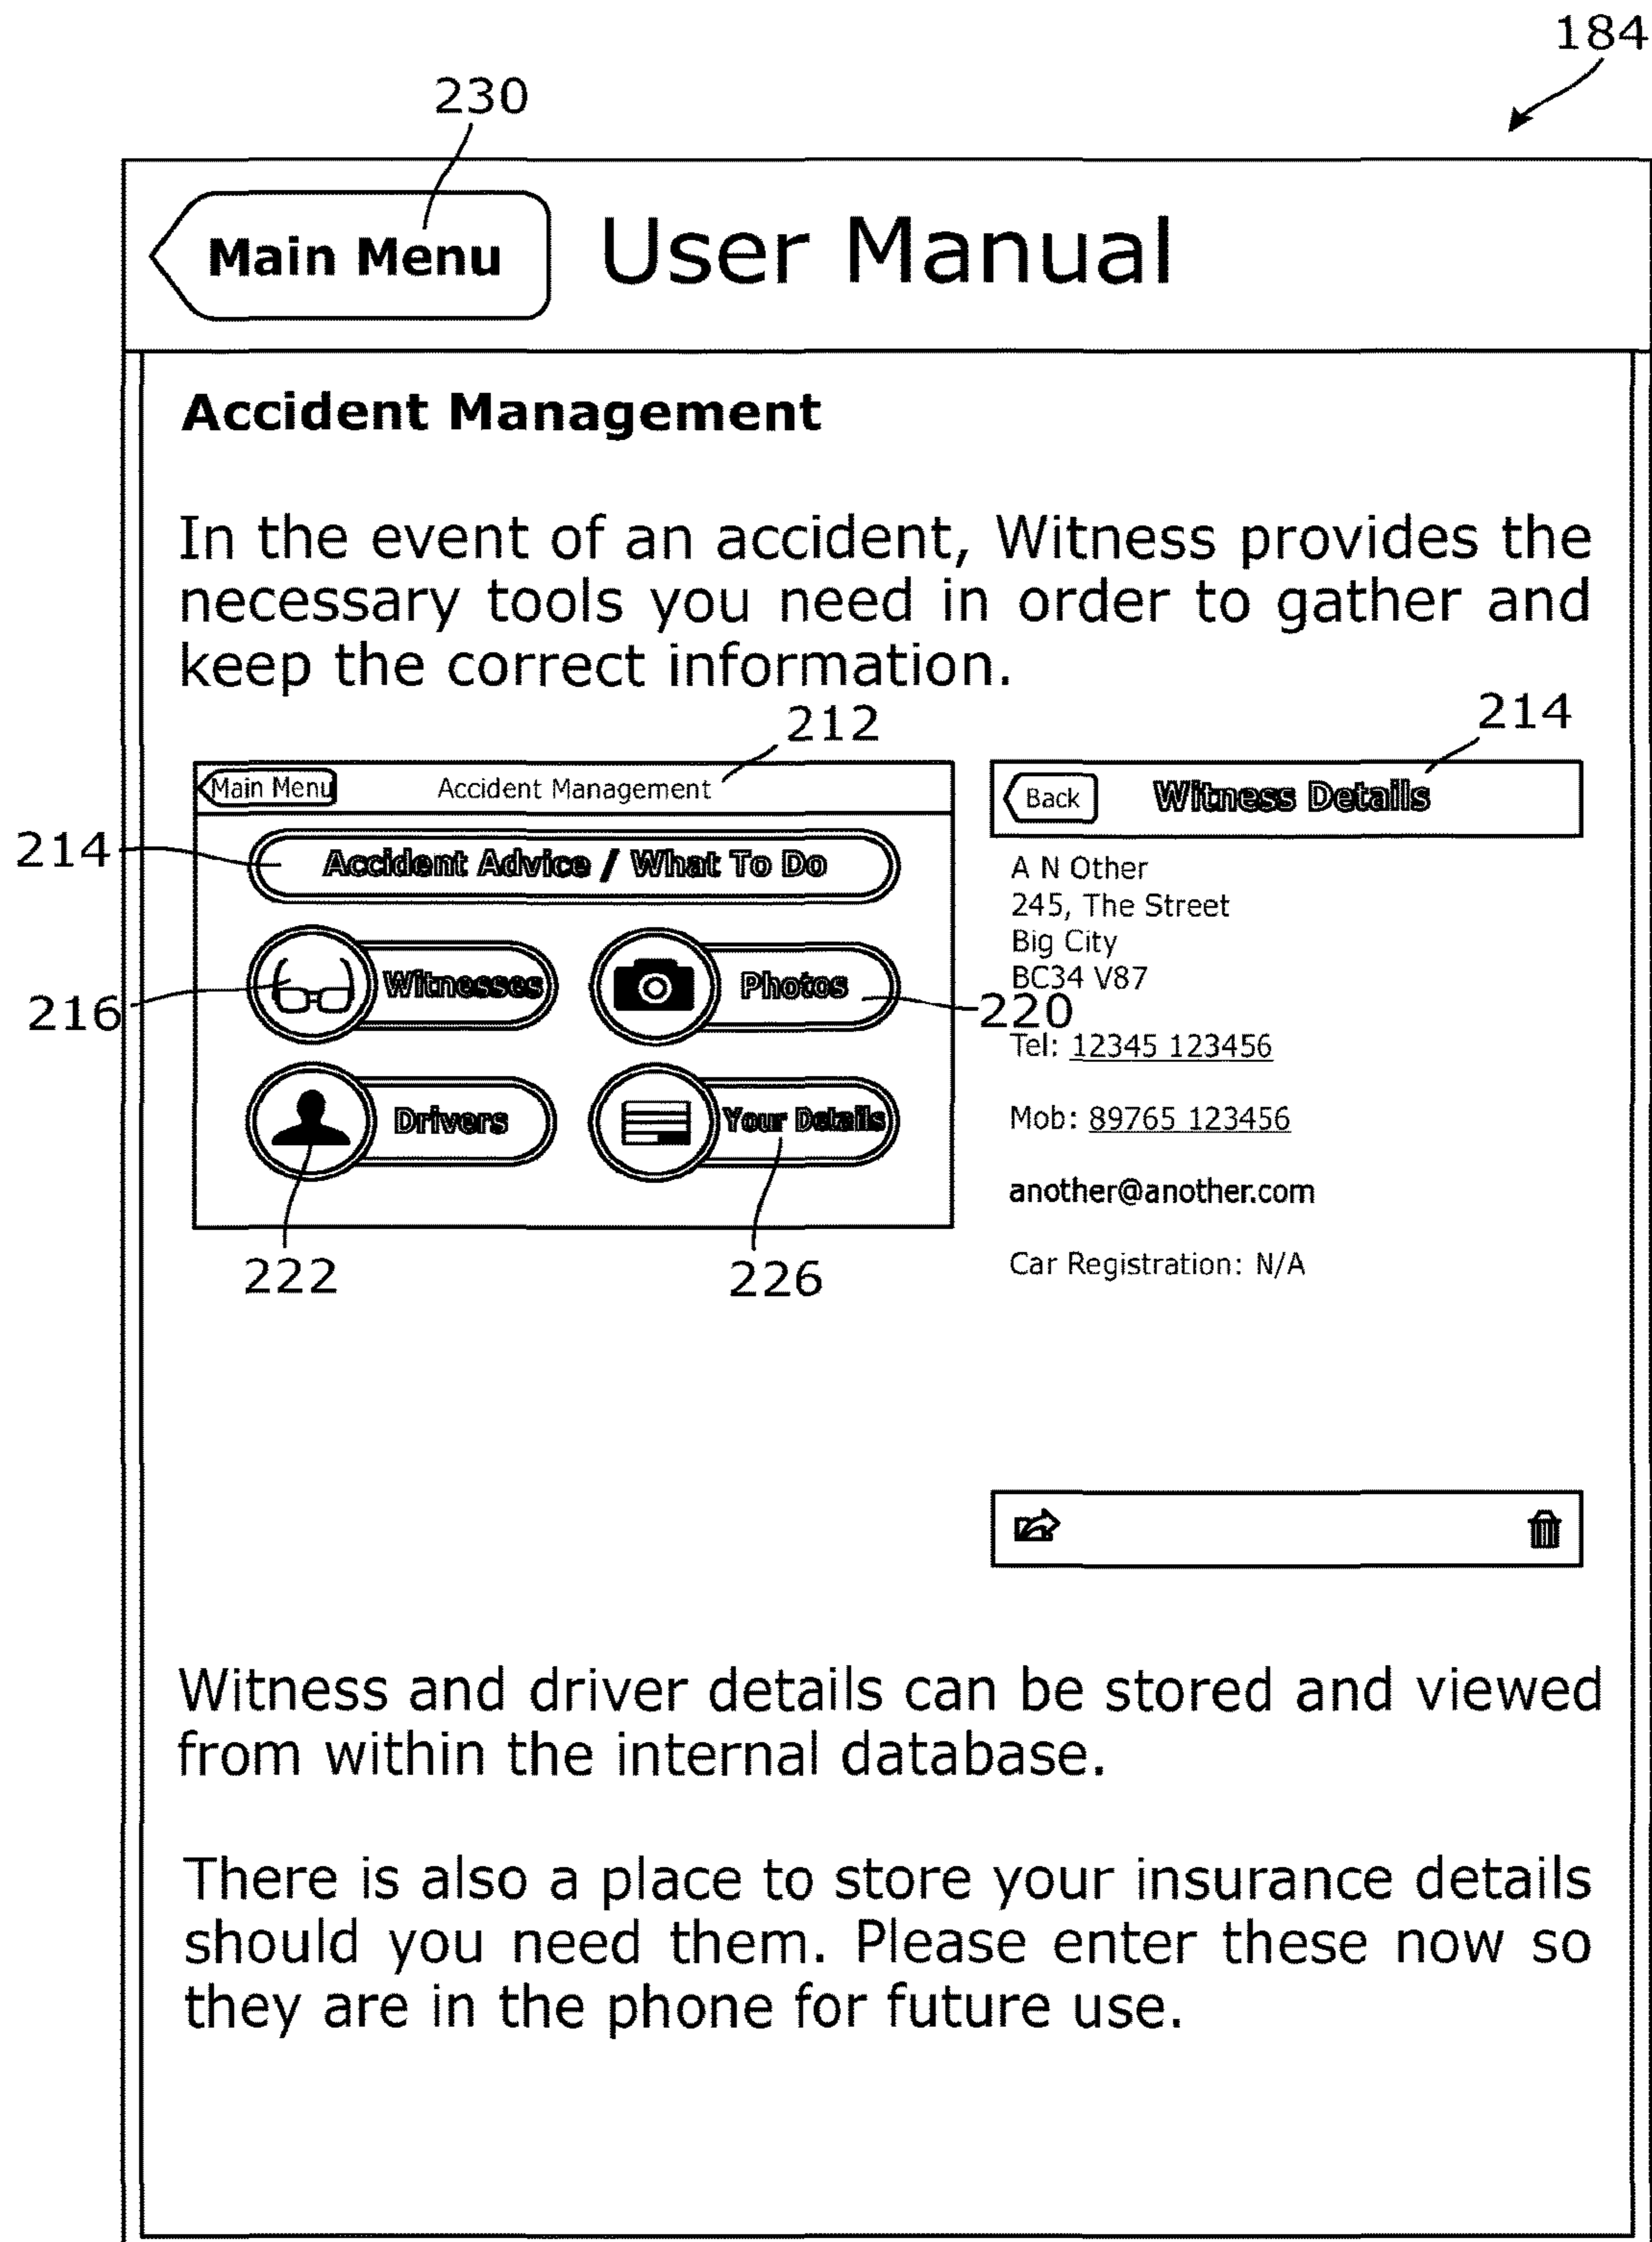 184
230
Main Menu
User Manual
Accident Management
In the event of an accident, Witness provides the
necessary tools you need in order to gather and
keep the correct information.
212
214
Main Menu
Accident Management
214
Accident Advice / What To Do
216
Witnesses
Photos
220
Drivers
Your Details
222
226
Back
Witness Details
A N Other
245, The Street
Big City
BC34 V87
Tel: 12345 123456
Mob: 89765 123456
another@another.com
Car Registration: N/A
Witness and driver details can be stored and viewed
from within the internal database.
There is also a place to store your insurance details
should you need them. Please enter these now so
they are in the phone for future use.